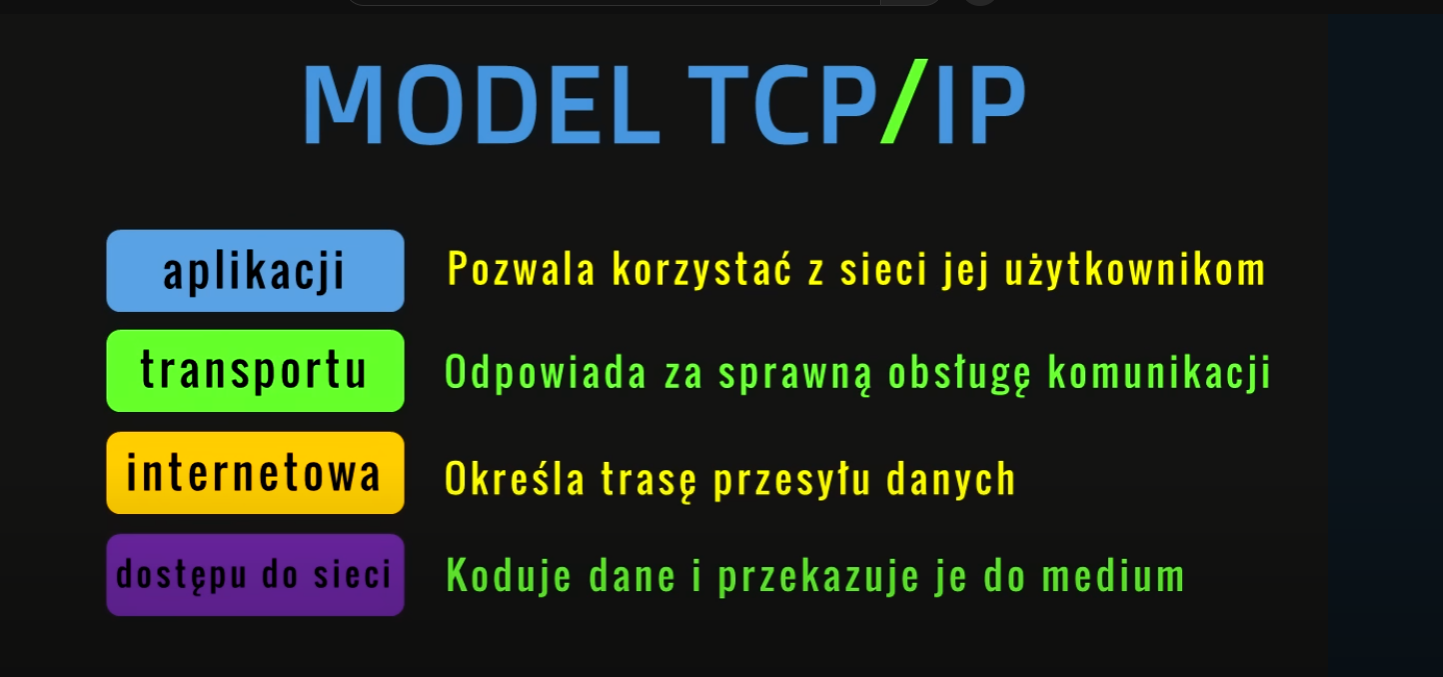 MODEL TCP/IP
aplikacji Pozwala korzystać z sieci jej użytkownikom
transportu Odpowiada za sprawną obsługę komunikacji
internetowa Określa trasę przesyłu danych
dostępu do sieci Koduje dane i przekazuje je do medium